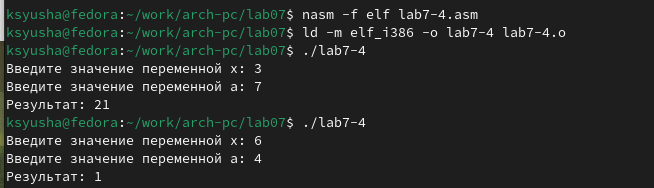 ksyusha@fedora:~/work/arch-pc/lab07$ nasm -f elf lab7-4.asm
ksyusha@fedora:~/work/arch-pc/lab07$ ld -m elf_i386 -o lab7-4 lab7-4.o
ksyusha@fedora:~/work/arch-pc/lab07$ ./lab7-4
Введите значение переменной x: 3
Введите значение переменной a: 7
Результат: 21
ksyusha@fedora:~/work/arch-pc/lab07$ ./lab7-4
Введите значение переменной x: 6
Введите значение переменной a: 4
Результат: 1